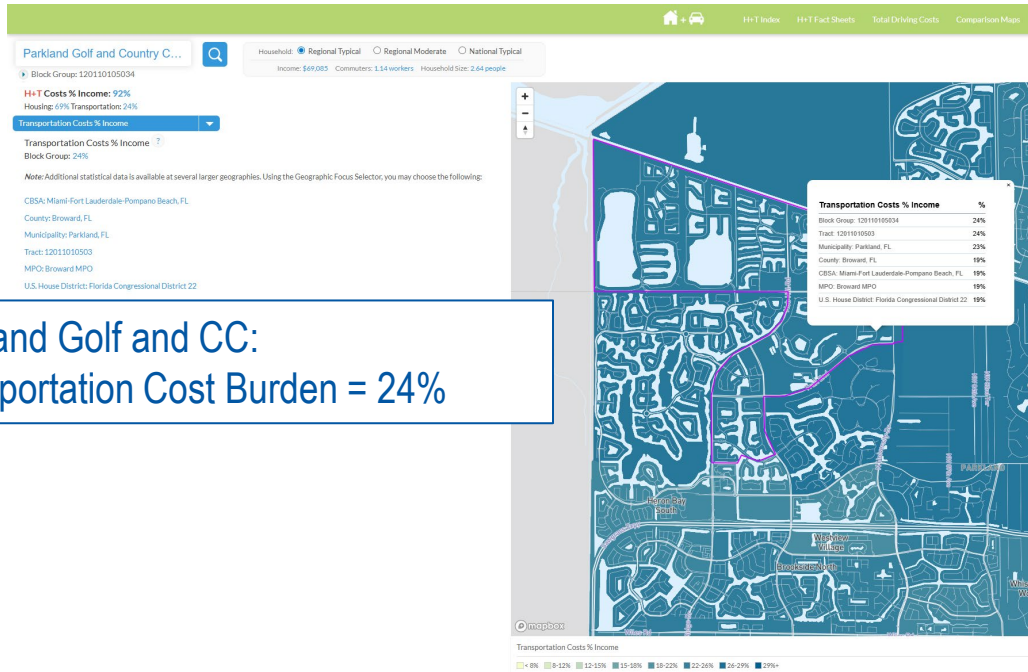 H+T Index H+T Fact Sheets Total Driving Costs Comparison Maps
Parkland Golf and Country C...
Household: Regional Typical Regional Moderate National Typical
Income: $69,085 Commuters: 1.14 workers Household Size: 2.64 people
Block Group: 120110105034
H+T Costs % Income: 92%
Housing: 69% Transportation: 24%
Transportation Costs % Income
Transportation Costs % Income ?
Block Group: 24%
Note: Additional statistical data is available at several larger geographies. Using the Geographic Focus Selector, you may choose the following:
CBSA: Miami-Fort Lauderdale-Pompano Beach, FL
County: Broward, FL
Municipality: Parkland, FL
Tract: 12011010503
MPO: Broward MPO
U.S. House District: Florida Congressional District 22
and Golf and CC:
portation Cost Burden = 24%
Transportation Costs % Income %
Block Group: 120110105034 24%
Tract: 12011010503 24%
Municipality: Parkland, FL 23%
County: Broward, FL 19%
CBSA: Miami-Fort Lauderdale-Pompano Beach, FL 19%
MPO: Broward MPO 19%
U.S. House District: Florida Congressional District 22 19%
PARKLAND
Heron Bay
South
Westview
Village
Brookside North
Wiles Rd
mapbox
Transportation Costs % Income
< 8% 8-12% 12-15% 15-18% 18-22% 22-26% 26-29% 29%+